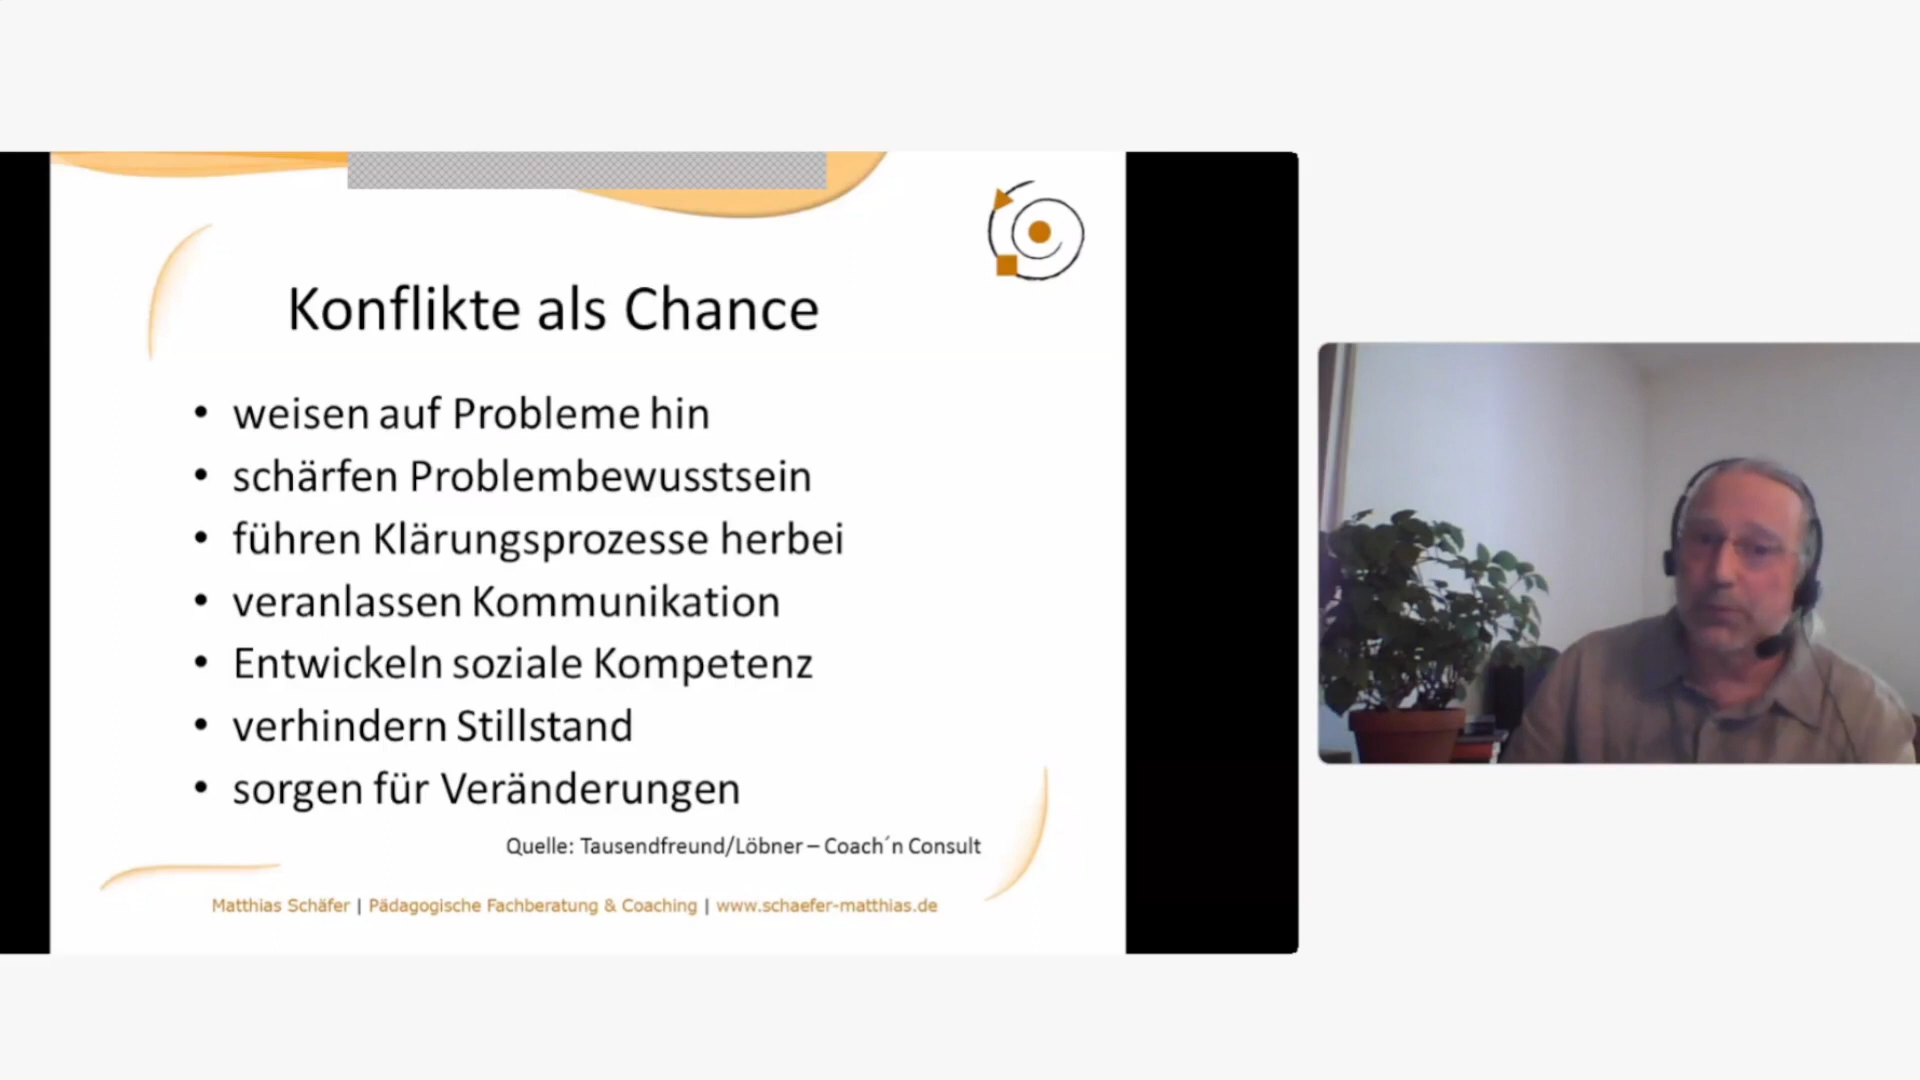 Konflikte als Chance
• weisen auf Probleme hin
• schärfen Problembewusstsein
• führen Klärungsprozesse herbei
• veranlassen Kommunikation
• Entwickeln soziale Kompetenz
• verhindern Stillstand
• sorgen für Veränderungen
Quelle: Tausendfreund/Löbner – Coach´n Consult
Matthias Schäfer | Pädagogische Fachberatung & Coaching | www.schaefer-matthias.de